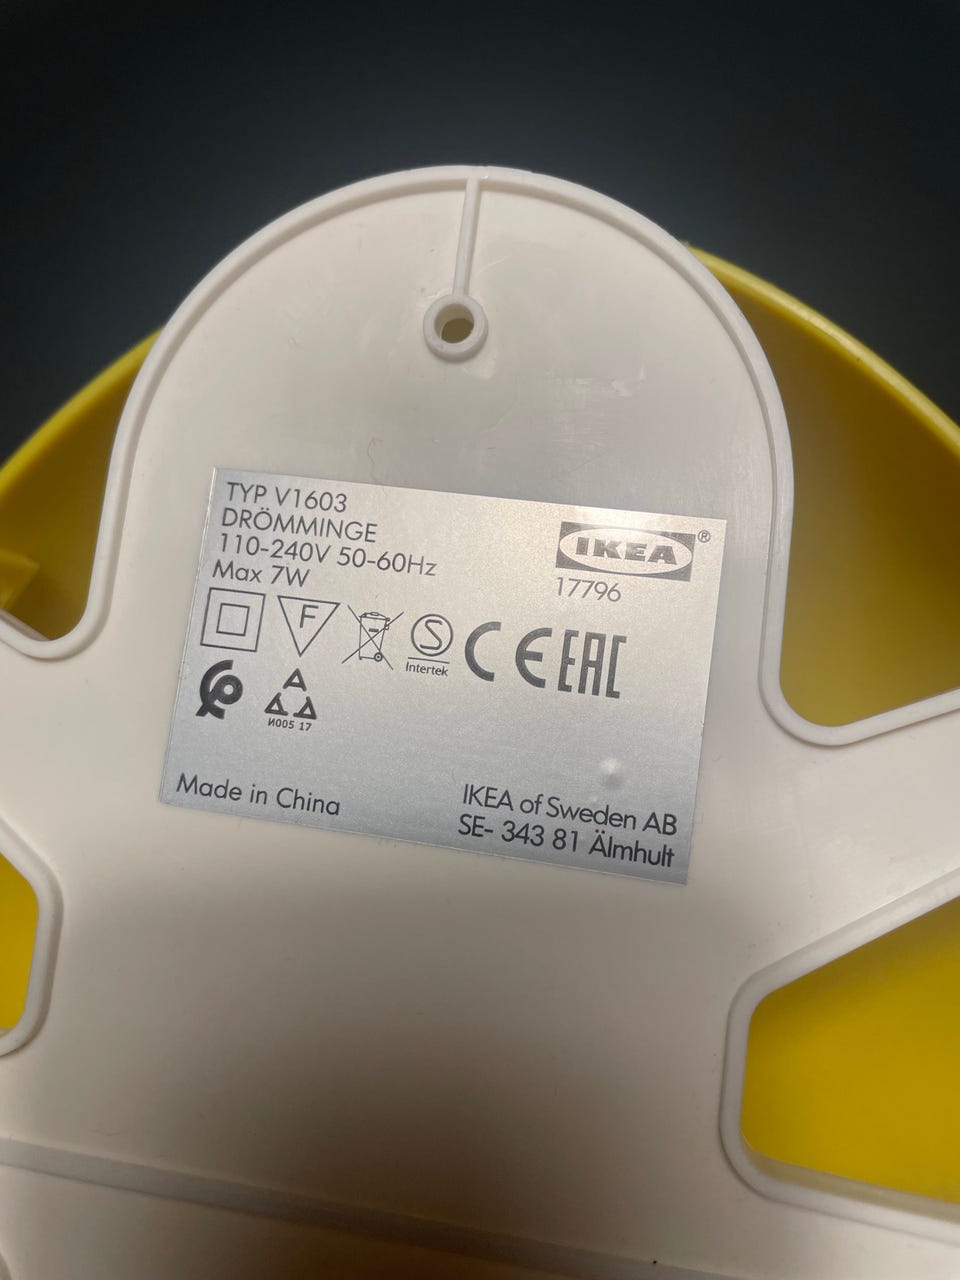 TYP V1603
DRÖMMINGE
110-240V 50-60Hz
Max 7W
IKEA®
17796
F
S
Intertek
CE
EAC
A
И005 17
Made in China
IKEA of Sweden AB
SE- 343 81 Älmhult